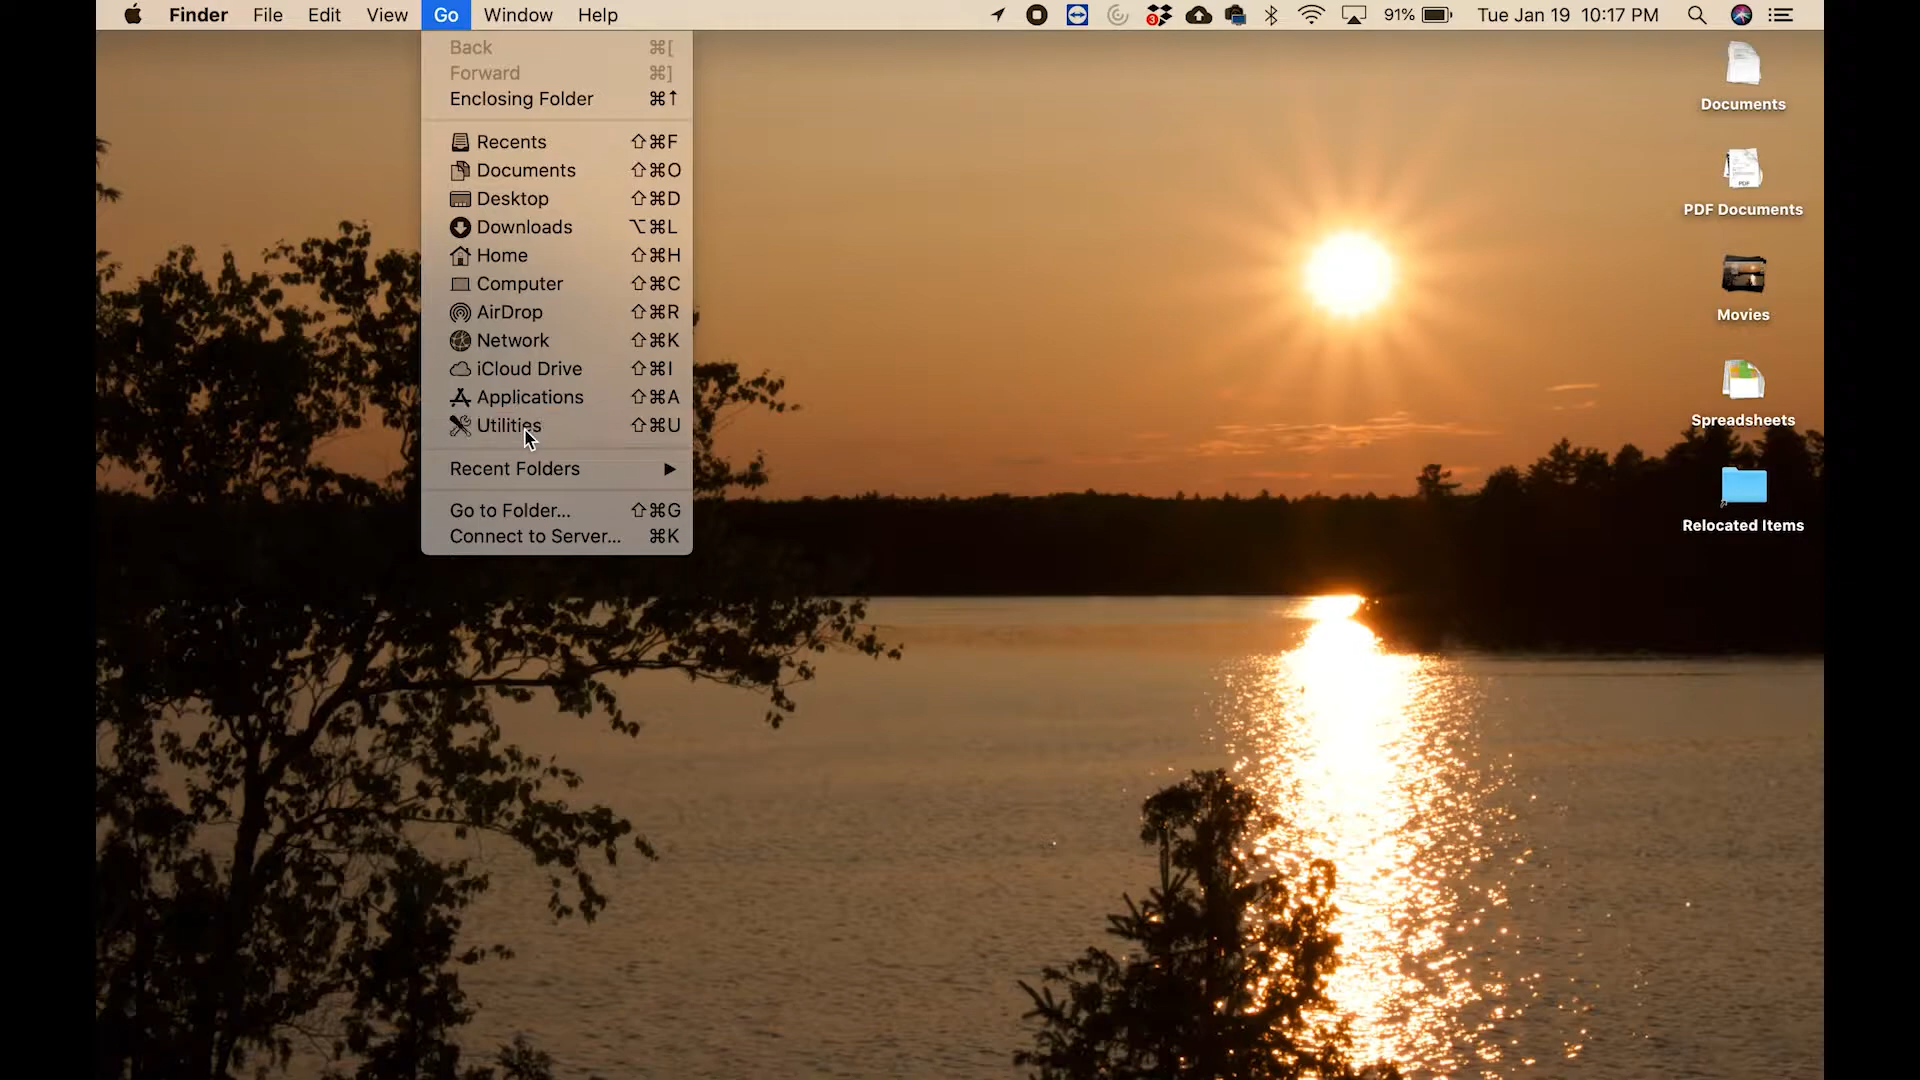 Finder File Edit View Go Window Help 3 91% Tue Jan 19 10:17 PM
Back ⌘[
Forward ⌘]
Enclosing Folder ⌘↑
Recents ⇧⌘F
Documents ⇧⌘O
Desktop ⇧⌘D
Downloads ⌥⌘L
Home ⇧⌘H
Computer ⇧⌘C
AirDrop ⇧⌘R
Network ⇧⌘K
iCloud Drive ⇧⌘I
Applications ⇧⌘A
Utilities ⇧⌘U
Recent Folders ▶
Go to Folder... ⇧⌘G
Connect to Server... ⌘K
Documents
PDF
PDF Documents
Movies
Spreadsheets
Relocated Items